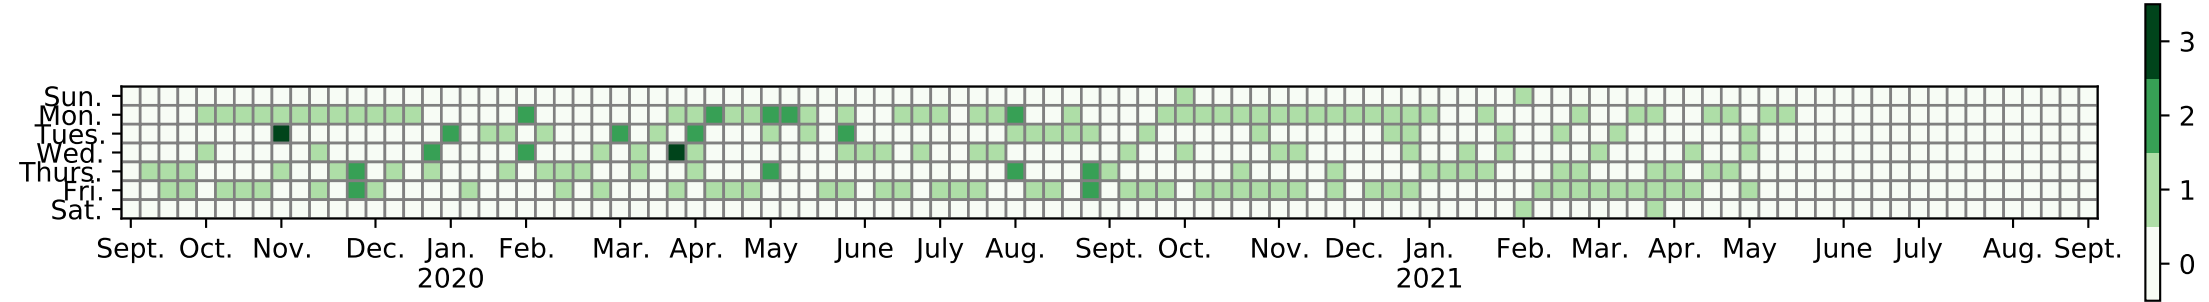 3
Sun.
Mon.
2
Tues.
Wed.
Thurs.
1
Fri.
Sat.
Sept. Oct. Nov. Dec. Jan. Feb. Mar. Apr. May June July Aug. Sept. Oct. Nov. Dec. Jan. Feb. Mar. Apr. May June July Aug. Sept.
0
2020 2021